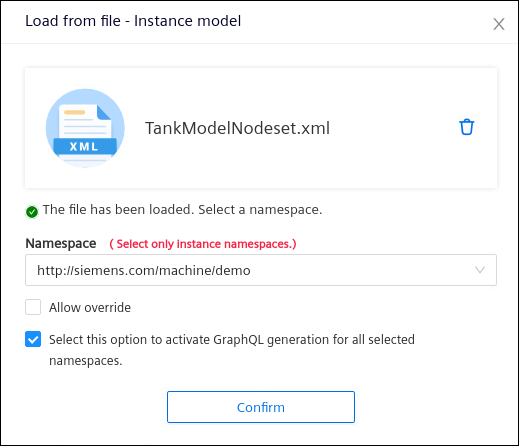 Load from file - Instance model
XML
TankModelNodeset.xml
The file has been loaded. Select a namespace.
Namespace ( Select only instance namespaces.)
http://siemens.com/machine/demo
Allow override
Select this option to activate GraphQL generation for all selected
namespaces.
Confirm